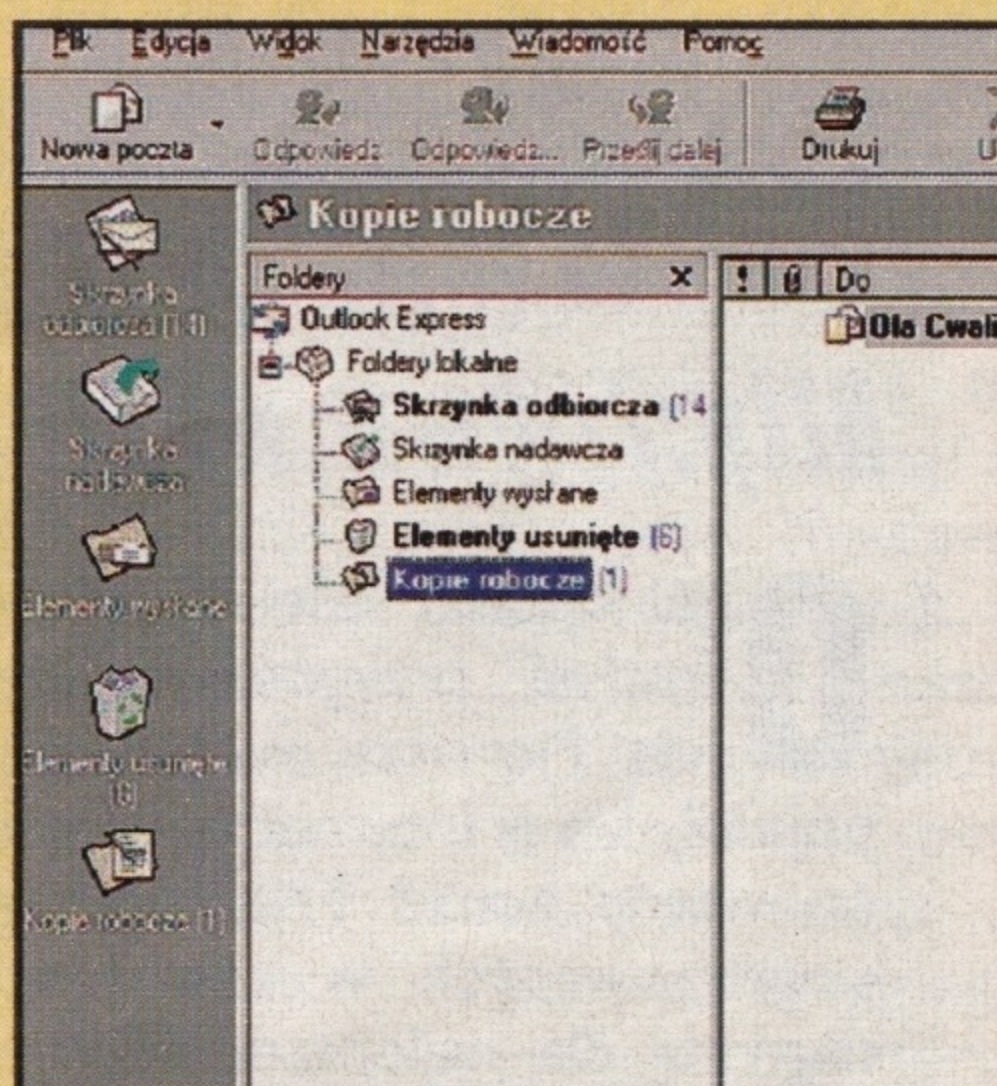 Plik Edycja Widok Narzędzia Wiadomość Pomoc
Nowa poczta Odpowiedz Odpowiedz... Prześlij dalej Drukuj
Kopie robocze
Skrzynka
odbiorcza
Skrzynka
nadawcza
Elementy wysłane
Elementy usunięte
(6)
Kopie robocze (1)
Foldery
Outlook Express
Foldery lokalne
Skrzynka odbiorcza (14
Skrzynka nadawcza
Elementy wysłane
Elementy usunięte (6)
Kopie robocze (1)
! Do
Ola Cwali